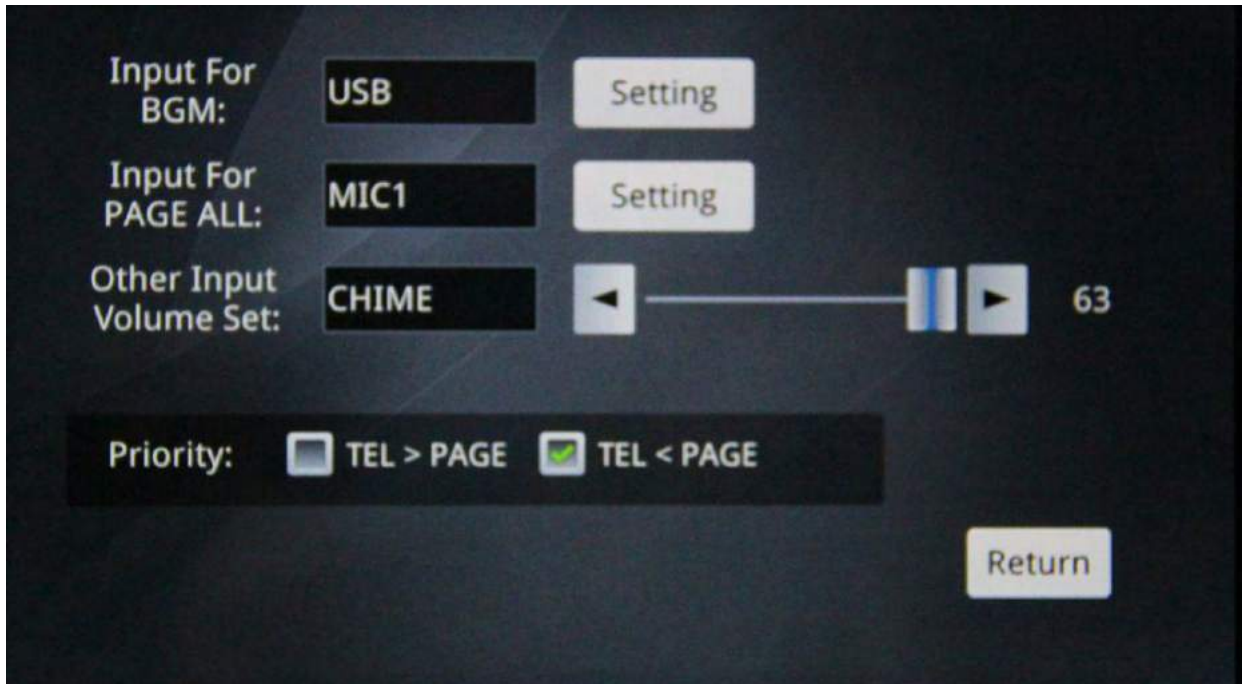 Input For
BGM:
USB
Setting
Input For
PAGE ALL:
MIC1
Setting
Other Input
Volume Set:
CHIME
63
Priority:
TEL > PAGE
TEL < PAGE
Return